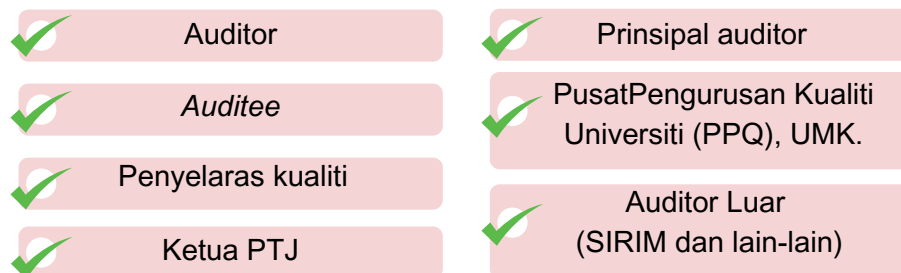 Auditor
Auditee
Penyelaras kualiti
Ketua PTJ
Prinsipal auditor
PusatPengurusan Kualiti
Universiti (PPQ), UMK.
Auditor Luar
(SIRIM dan lain-lain)